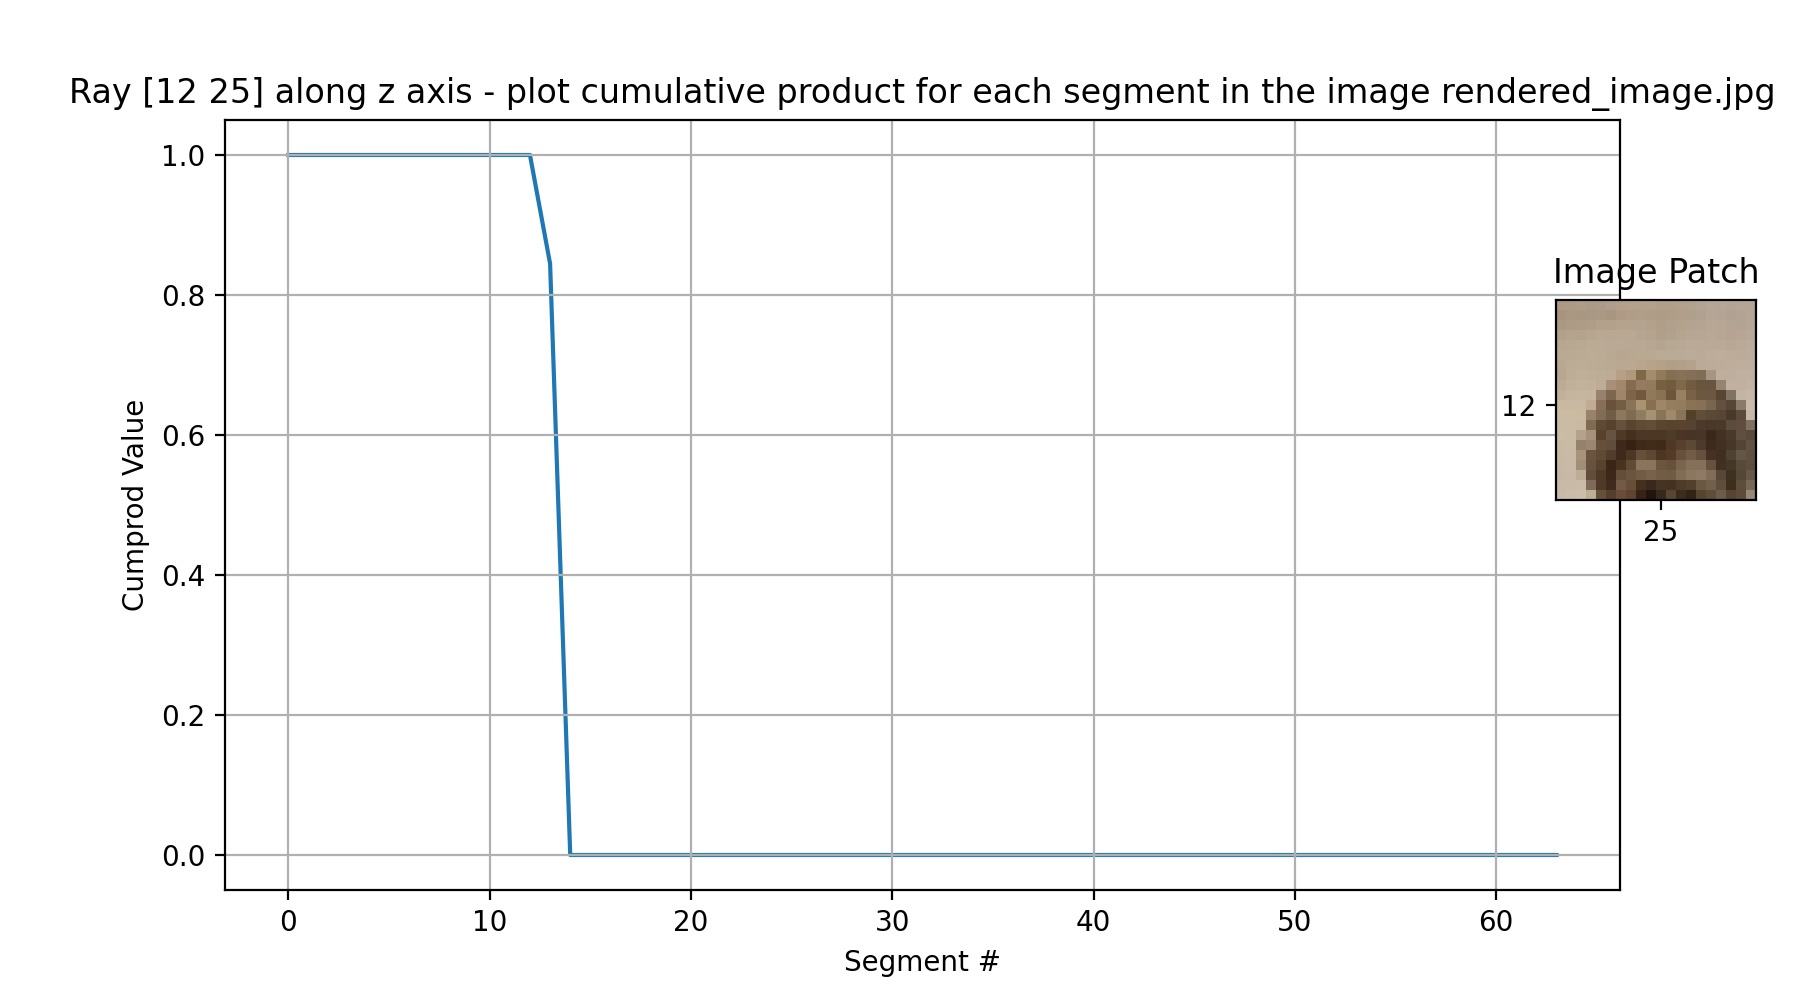 Ray [12 25] along z axis - plot cumulative product for each segment in the image rendered_image.jpg
1.0
0.8
0.6
0.4
0.2
0.0
Cumprod Value
0 10 20 30 40 50 60
Segment #
Image Patch
12
25